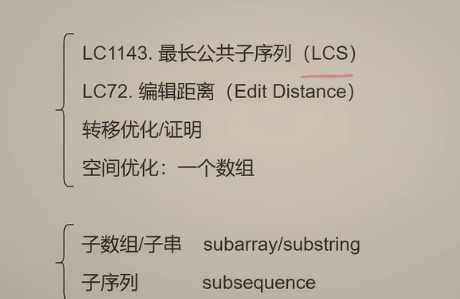 LC1143. 最长公共子序列（LCS）
LC72. 编辑距离（Edit Distance）
转移优化/证明
空间优化：一个数组
子数组/子串 subarray/substring
子序列 subsequence